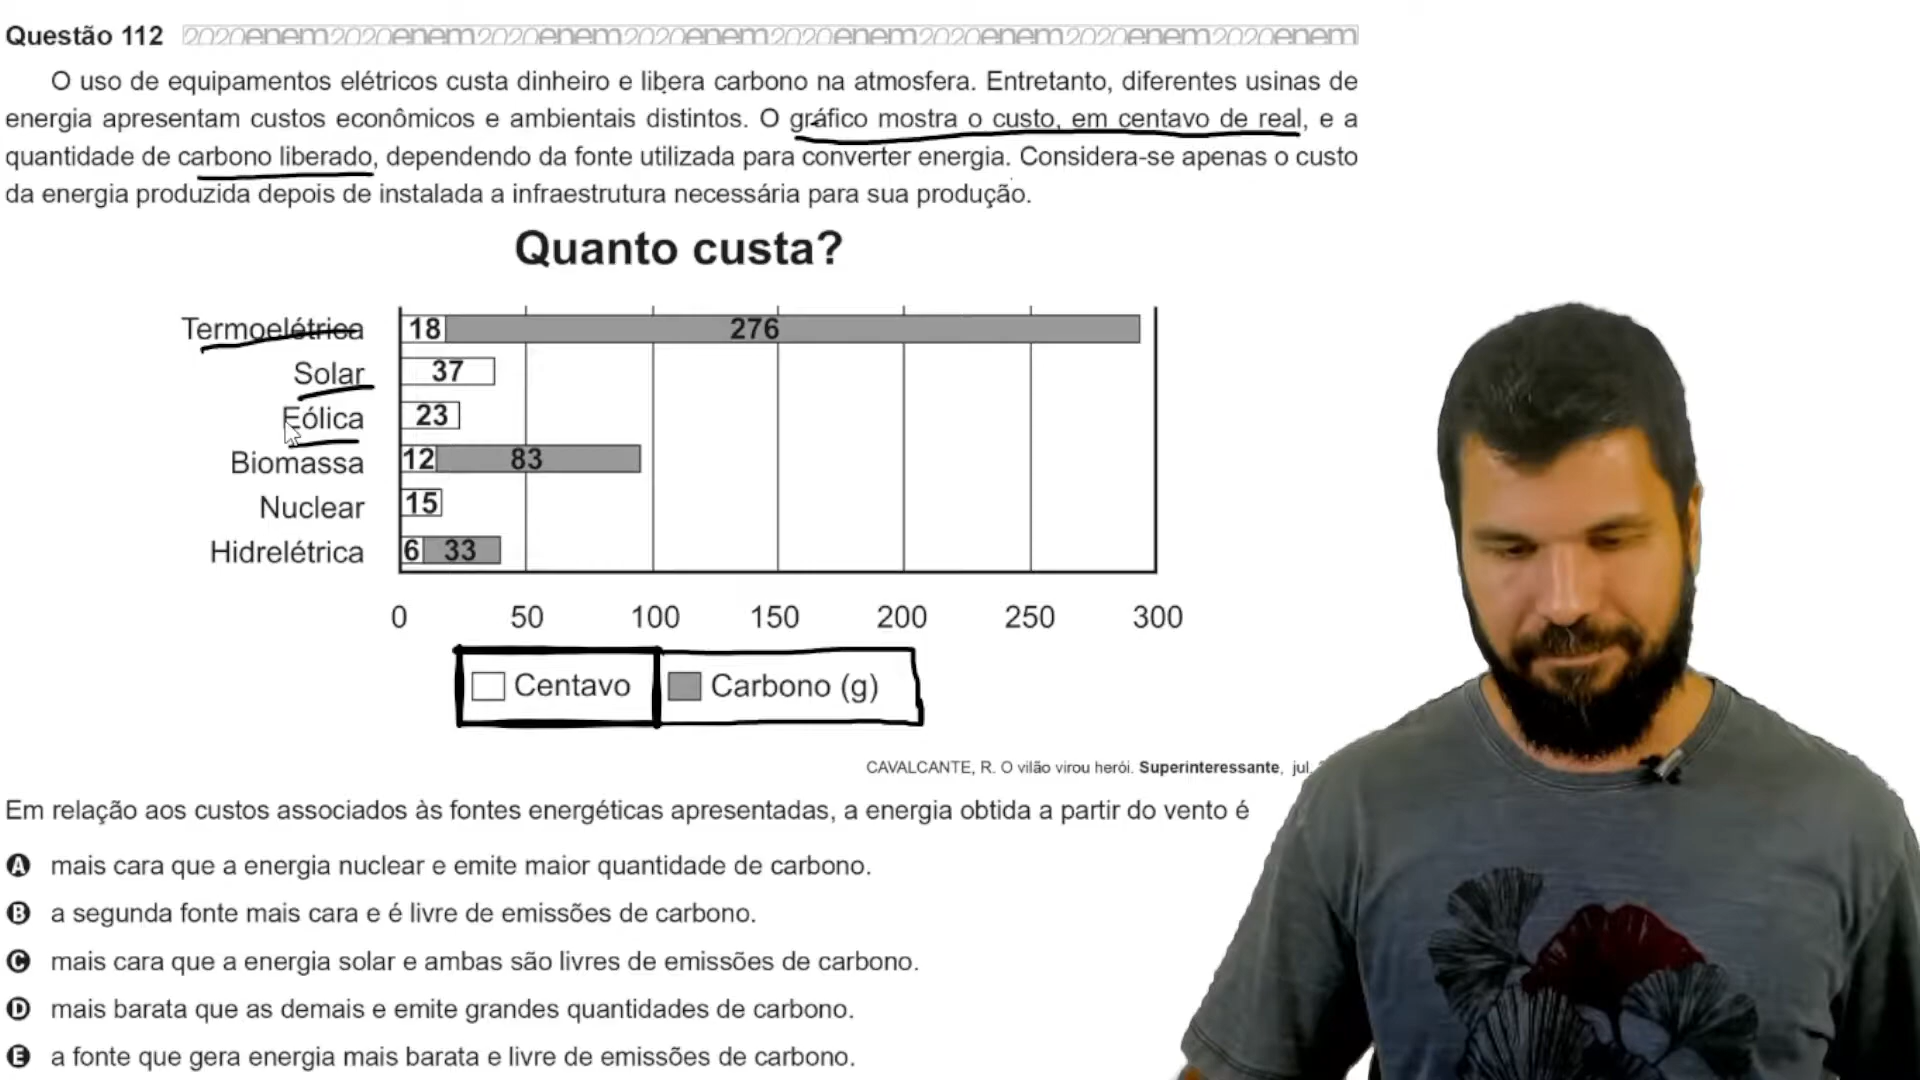 Questão 112 2020enem2020enem2020enem2020enem2020enem2020enem2020enem2020enem
O uso de equipamentos elétricos custa dinheiro e libera carbono na atmosfera. Entretanto, diferentes usinas de
energia apresentam custos econômicos e ambientais distintos. O gráfico mostra o custo, em centavo de real, e a
quantidade de carbono liberado, dependendo da fonte utilizada para converter energia. Considera-se apenas o custo
da energia produzida depois de instalada a infraestrutura necessária para sua produção.
Quanto custa?
Termoelétrica 18 276
Solar 37
Eólica 23
Biomassa 12 83
Nuclear 15
Hidrelétrica 6 33
0 50 100 150 200 250 300
Centavo Carbono (g)
CAVALCANTE, R. O vilão virou herói. Superinteressante, jul.
Em relação aos custos associados às fontes energéticas apresentadas, a energia obtida a partir do vento é
A mais cara que a energia nuclear e emite maior quantidade de carbono.
B a segunda fonte mais cara e é livre de emissões de carbono.
C mais cara que a energia solar e ambas são livres de emissões de carbono.
D mais barata que as demais e emite grandes quantidades de carbono.
E a fonte que gera energia mais barata e livre de emissões de carbono.